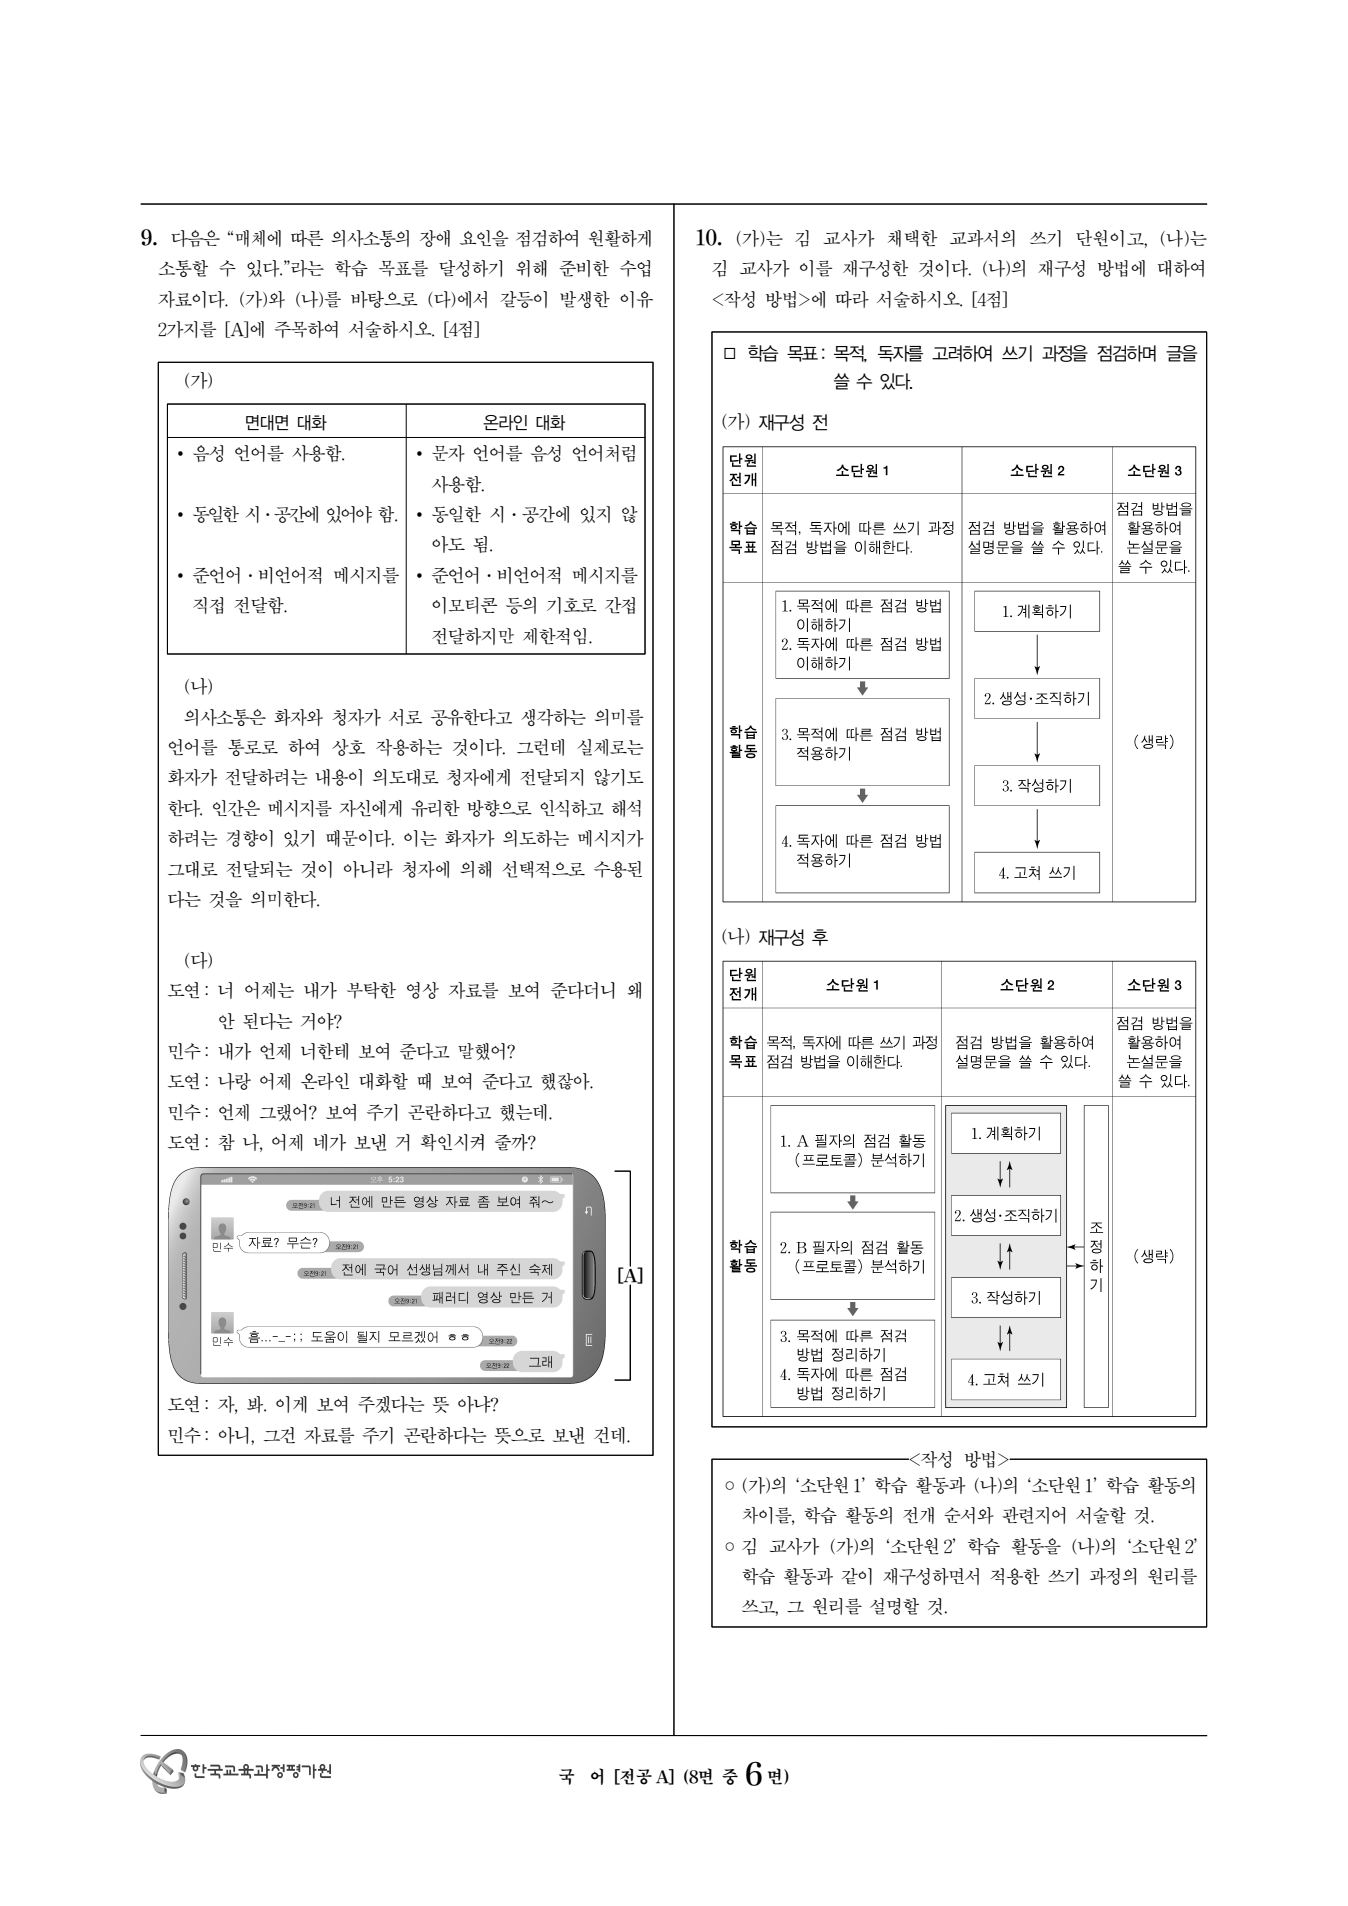 9. 다음은 “매체에 따른 의사소통의 장애 요인을 점검하여 원활하게
소통할 수 있다.”라는 학습 목표를 달성하기 위해 준비한 수업
자료이다. (가)와 (나)를 바탕으로 (다)에서 갈등이 발생한 이유
2가지를 [A]에 주목하여 서술하시오. [4점]
(가)
면대면 대화
온라인 대화
• 음성 언어를 사용함.
• 문자 언어를 음성 언어처럼
사용함.
• 동일한 시·공간에 있어야 함.
• 동일한 시·공간에 있지 않
아도 됨.
• 준언어·비언어적 메시지를
직접 전달함.
• 준언어·비언어적 메시지를
이모티콘 등의 기호로 간접
전달하지만 제한적임.
(나)
의사소통은 화자와 청자가 서로 공유한다고 생각하는 의미를
언어를 통로로 하여 상호 작용하는 것이다. 그런데 실제로는
화자가 전달하려는 내용이 의도대로 청자에게 전달되지 않기도
한다. 인간은 메시지를 자신에게 유리한 방향으로 인식하고 해석
하려는 경향이 있기 때문이다. 이는 화자가 의도하는 메시지가
그대로 전달되는 것이 아니라 청자에 의해 선택적으로 수용된
다는 것을 의미한다.
(다)
도연: 너 어제는 내가 부탁한 영상 자료를 보여 준다더니 왜
안 된다는 거야?
민수: 내가 언제 너한테 보여 준다고 말했어?
도연: 나랑 어제 온라인 대화할 때 보여 준다고 했잖아.
민수: 언제 그랬어? 보여 주기 곤란하다고 했는데.
도연: 참 나, 어제 네가 보낸 거 확인시켜 줄까?
오후 5:23
오전9:21 너 전에 만든 영상 자료 좀 보여 줘~
민수 자료? 무슨? 오전9:21
오전9:21 전에 국어 선생님께서 내 주신 숙제
오전9:21 패러디 영상 만든 거
민수 흠...-_-;; 도움이 될지 모르겠어 ㅎㅎ 오전9:22
오전9:22 그래
[A]
도연: 자, 봐. 이게 보여 주겠다는 뜻 아냐?
민수: 아니, 그건 자료를 주기 곤란하다는 뜻으로 보낸 건데.
10. (가)는 김 교사가 채택한 교과서의 쓰기 단원이고, (나)는
김 교사가 이를 재구성한 것이다. (나)의 재구성 방법에 대하여
<작성 방법>에 따라 서술하시오. [4점]
□ 학습 목표: 목적, 독자를 고려하여 쓰기 과정을 점검하며 글을
쓸 수 있다.
(가) 재구성 전
단원
전개
소단원 1
소단원 2
소단원 3
학습
목표
목적, 독자에 따른 쓰기 과정
점검 방법을 이해한다.
점검 방법을 활용하여
설명문을 쓸 수 있다.
점검 방법을
활용하여
논설문을
쓸 수 있다.
학습
활동
1. 목적에 따른 점검 방법
이해하기
2. 독자에 따른 점검 방법
이해하기
3. 목적에 따른 점검 방법
적용하기
4. 독자에 따른 점검 방법
적용하기
1. 계획하기
2. 생성·조직하기
3. 작성하기
4. 고쳐 쓰기
(생략)
(나) 재구성 후
단원
전개
소단원 1
소단원 2
소단원 3
학습
목표
목적, 독자에 따른 쓰기 과정
점검 방법을 이해한다.
점검 방법을 활용하여
설명문을 쓸 수 있다.
점검 방법을
활용하여
논설문을
쓸 수 있다.
학습
활동
1. A 필자의 점검 활동
(프로토콜) 분석하기
2. B 필자의 점검 활동
(프로토콜) 분석하기
3. 목적에 따른 점검
방법 정리하기
4. 독자에 따른 점검
방법 정리하기
1. 계획하기
2. 생성·조직하기
3. 작성하기
4. 고쳐 쓰기
조
정
하
기
(생략)
<작성 방법>
○ (가)의 ‘소단원 1’ 학습 활동과 (나)의 ‘소단원 1’ 학습 활동의
차이를, 학습 활동의 전개 순서와 관련지어 서술할 것.
○ 김 교사가 (가)의 ‘소단원 2’ 학습 활동을 (나)의 ‘소단원 2’
학습 활동과 같이 재구성하면서 적용한 쓰기 과정의 원리를
쓰고, 그 원리를 설명할 것.
한국교육과정평가원
국 어 [전공 A] (8면 중 6 면)